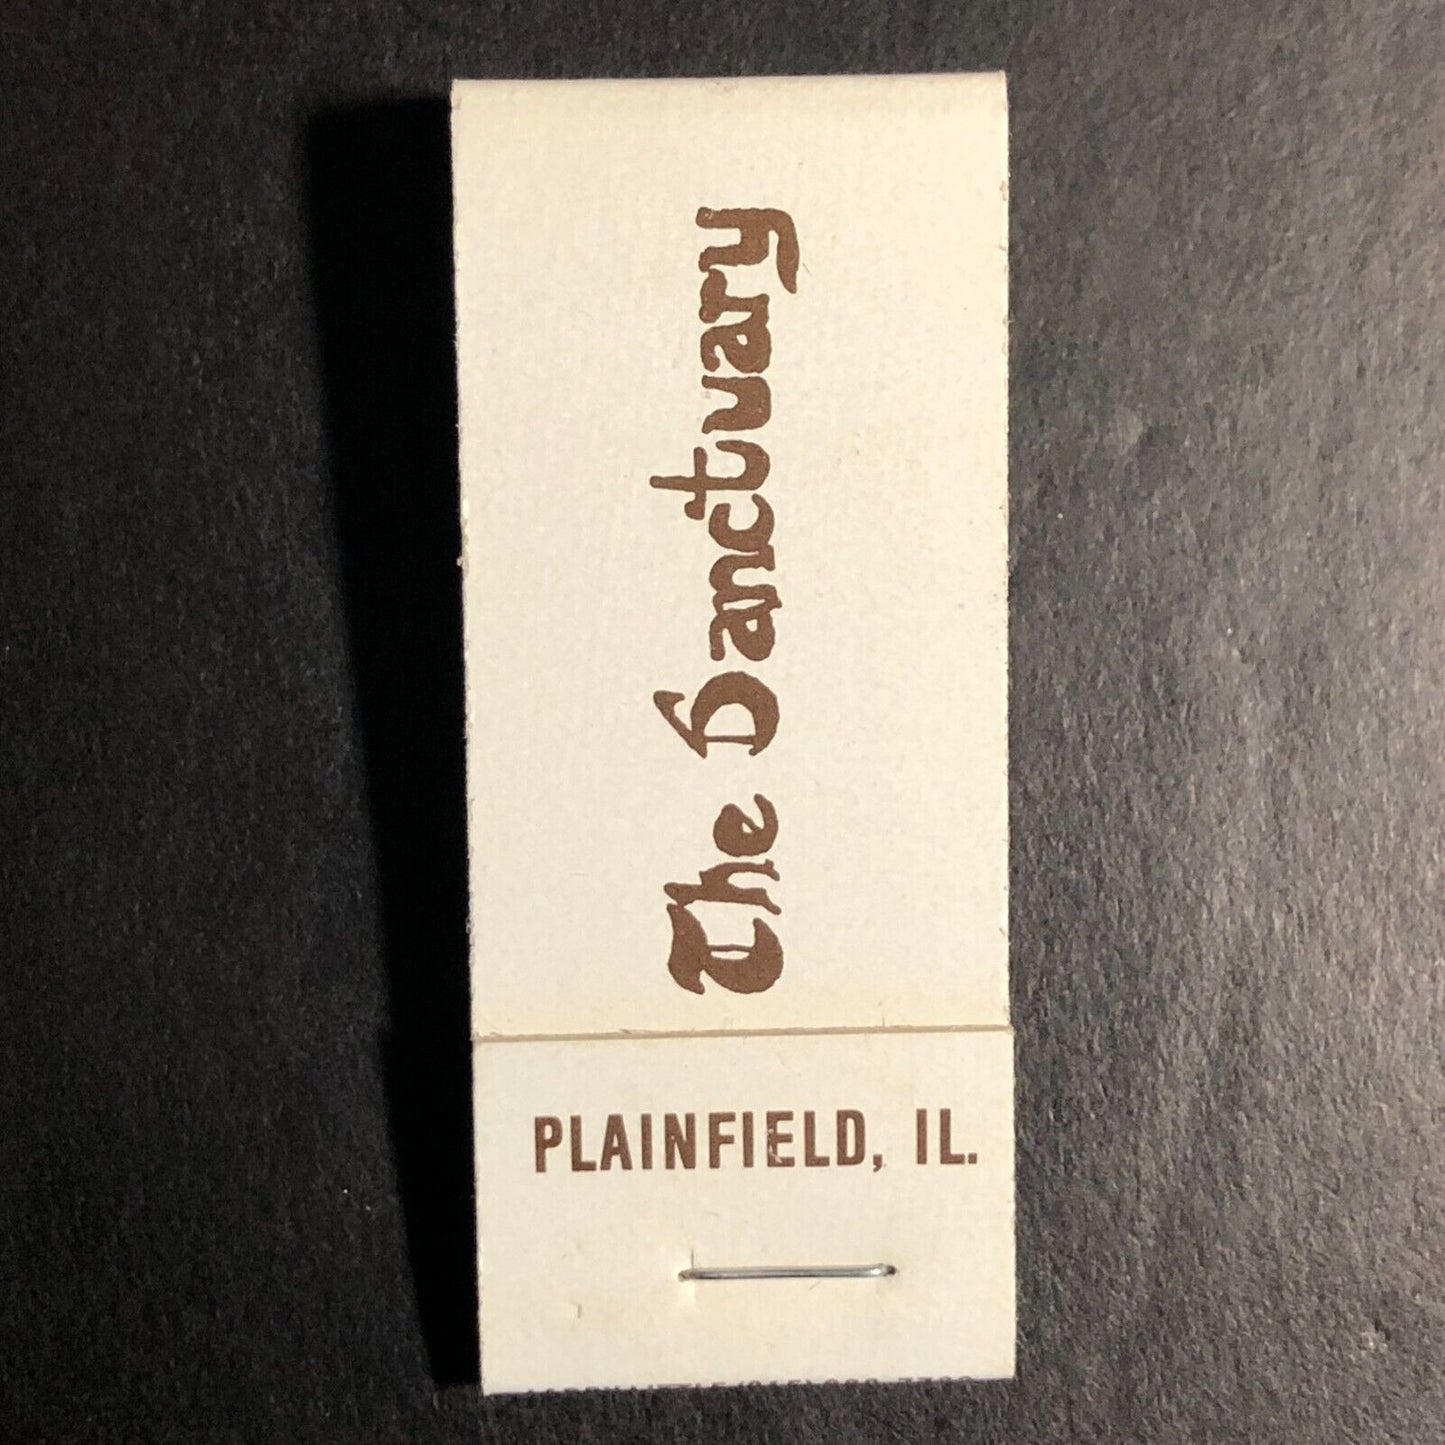 The Sanctuary
PLAINFIELD, IL.